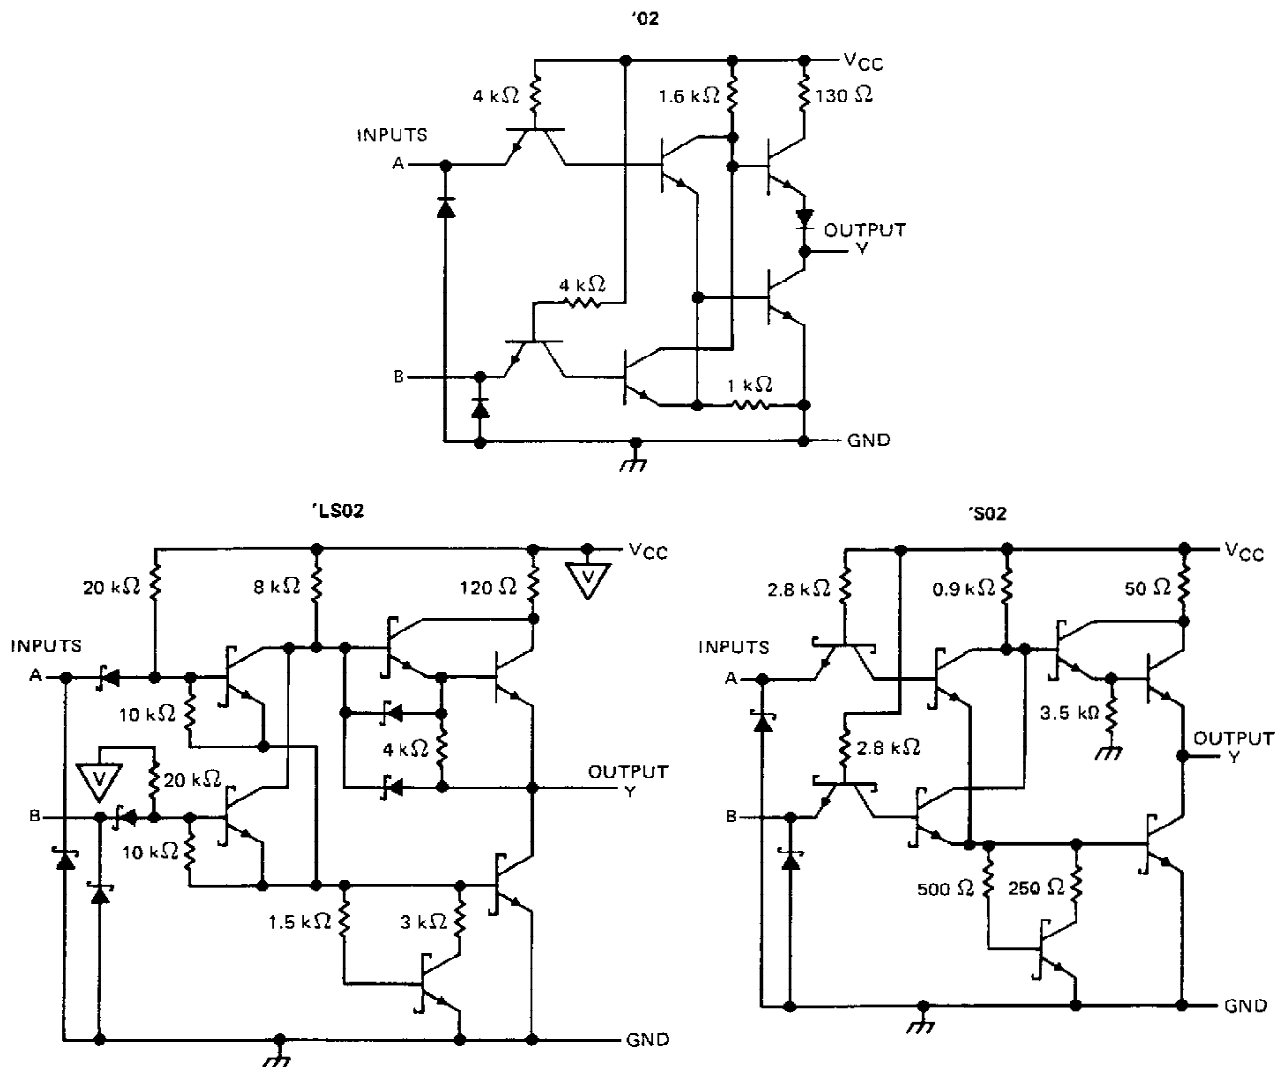 '02
VCC
4 kΩ
1.6 kΩ
130 Ω
INPUTS
A
OUTPUT
Y
4 kΩ
B
1 kΩ
GND
'LS02
VCC
V
20 kΩ
8 kΩ
120 Ω
INPUTS
A
10 kΩ
4 kΩ
V
20 kΩ
OUTPUT
Y
B
10 kΩ
1.5 kΩ
3 kΩ
GND
'S02
VCC
2.8 kΩ
0.9 kΩ
50 Ω
INPUTS
A
3.5 kΩ
2.8 kΩ
OUTPUT
Y
B
500 Ω
250 Ω
GND